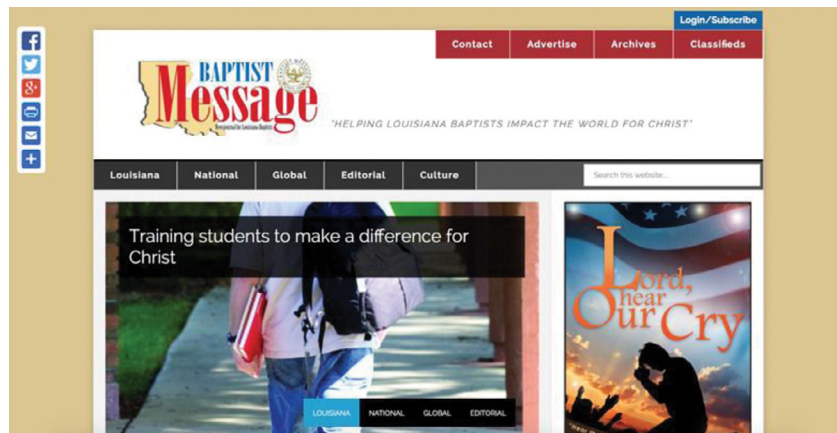 Login/Subscribe
Contact Advertise Archives Classifieds
BAPTIST
Message
"HELPING LOUISIANA BAPTISTS IMPACT THE WORLD FOR CHRIST"
Louisiana National Global Editorial Culture
Search this website...
Training students to make a difference for
Christ
LOUISIANA NATIONAL GLOBAL EDITORIAL
Lord,
hear
Our Cry